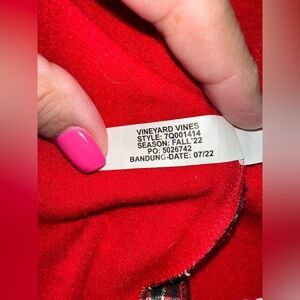 VINEYARD VINES
STYLE: 7Q001414
SEASON: FALL'22
PO: 5026742
BANDUNG-DATE: 07/22